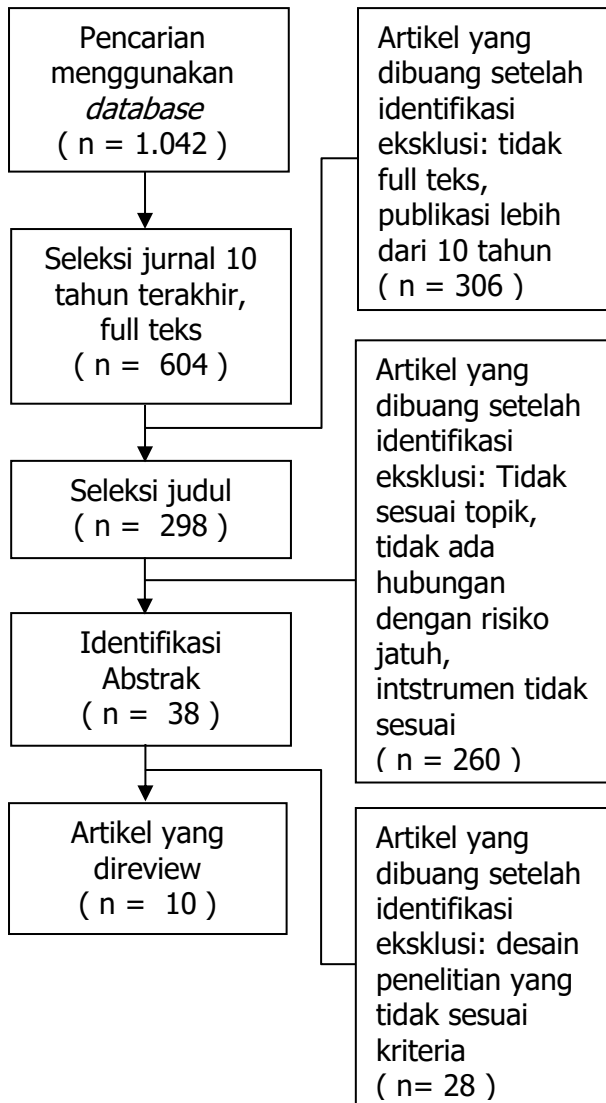 Pencarian
menggunakan
database
( n = 1.042 )
Artikel yang
dibuang setelah
identifikasi
eksklusi: tidak
full teks,
publikasi lebih
dari 10 tahun
( n = 306 )
Seleksi jurnal 10
tahun terakhir,
full teks
( n = 604 )
Seleksi judul
( n = 298 )
Artikel yang
dibuang setelah
identifikasi
eksklusi: Tidak
sesuai topik,
tidak ada
hubungan
dengan risiko
jatuh,
intstrumen tidak
sesuai
( n = 260 )
Identifikasi
Abstrak
( n = 38 )
Artikel yang
direview
( n = 10 )
Artikel yang
dibuang setelah
identifikasi
eksklusi: desain
penelitian yang
tidak sesuai
kriteria
( n= 28 )